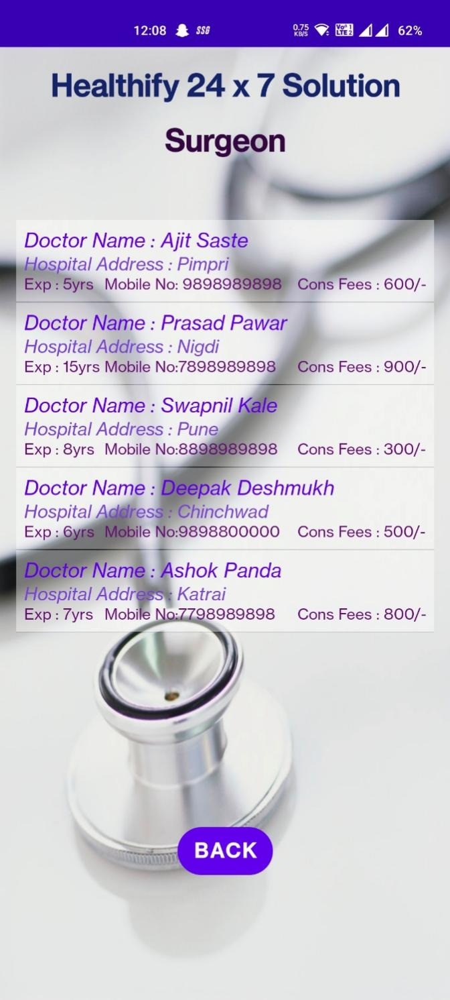 12:08 SSG 0.75 KB/S Vo 1 LTE 2 62%
Healthify 24 x 7 Solution
Surgeon
Doctor Name : Ajit Saste
Hospital Address : Pimpri
Exp : 5yrs Mobile No: 9898989898 Cons Fees : 600/-
Doctor Name : Prasad Pawar
Hospital Address : Nigdi
Exp : 15yrs Mobile No:7898989898 Cons Fees : 900/-
Doctor Name : Swapnil Kale
Hospital Address : Pune
Exp : 8yrs Mobile No:8898989898 Cons Fees : 300/-
Doctor Name : Deepak Deshmukh
Hospital Address : Chinchwad
Exp : 6yrs Mobile No:9898800000 Cons Fees : 500/-
Doctor Name : Ashok Panda
Hospital Address : Katrai
Exp : 7yrs Mobile No:7798989898 Cons Fees : 800/-
BACK